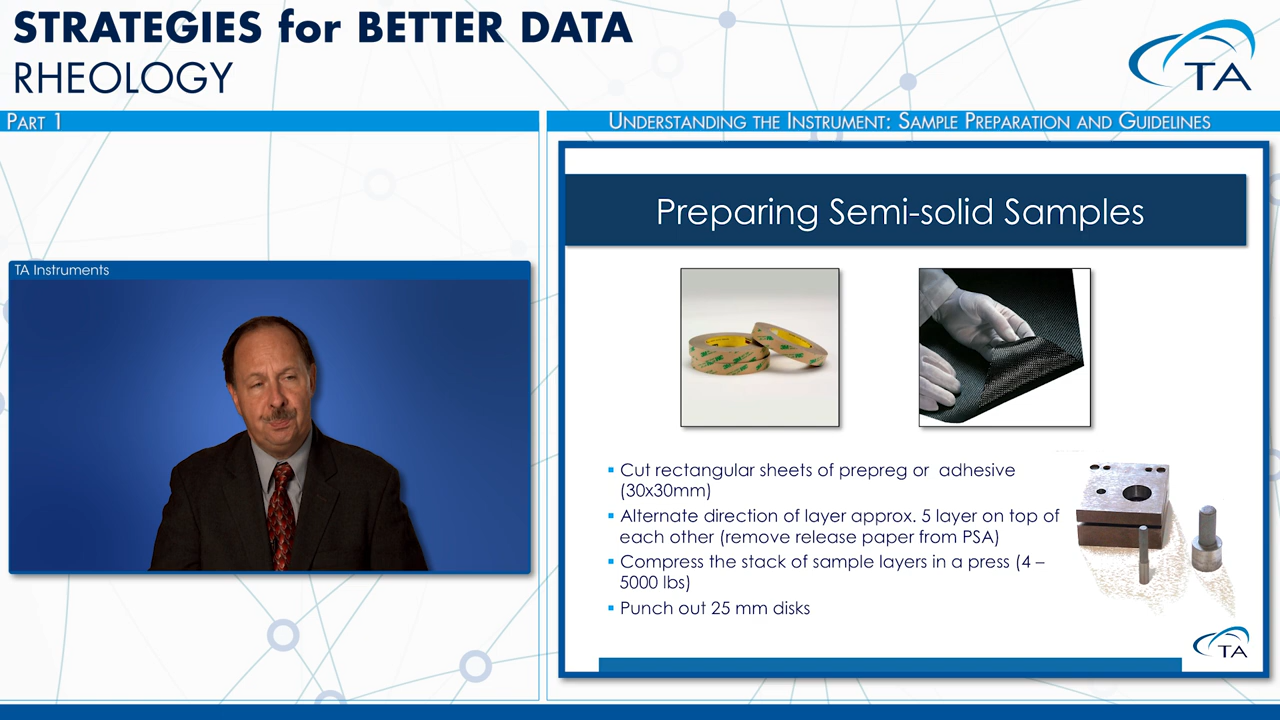 STRATEGIES for BETTER DATA
RHEOLOGY
TA
PART 1
UNDERSTANDING THE INSTRUMENT: SAMPLE PREPARATION AND GUIDELINES
TA Instruments
Preparing Semi-solid Samples
▪ Cut rectangular sheets of prepreg or adhesive
(30x30mm)
▪ Alternate direction of layer approx. 5 layer on top of
each other (remove release paper from PSA)
▪ Compress the stack of sample layers in a press (4 –
5000 lbs)
▪ Punch out 25 mm disks
TA